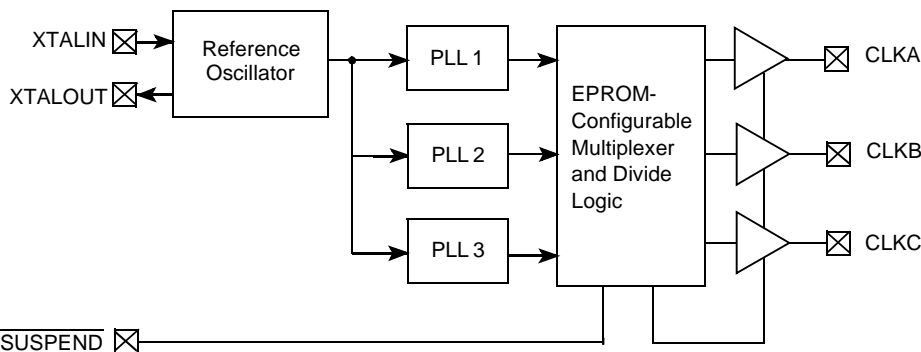 XTALIN
XTALOUT
Reference
Oscillator
PLL 1
PLL 2
PLL 3
EPROM-
Configurable
Multiplexer
and Divide
Logic
CLKA
CLKB
CLKC
SUSPEND